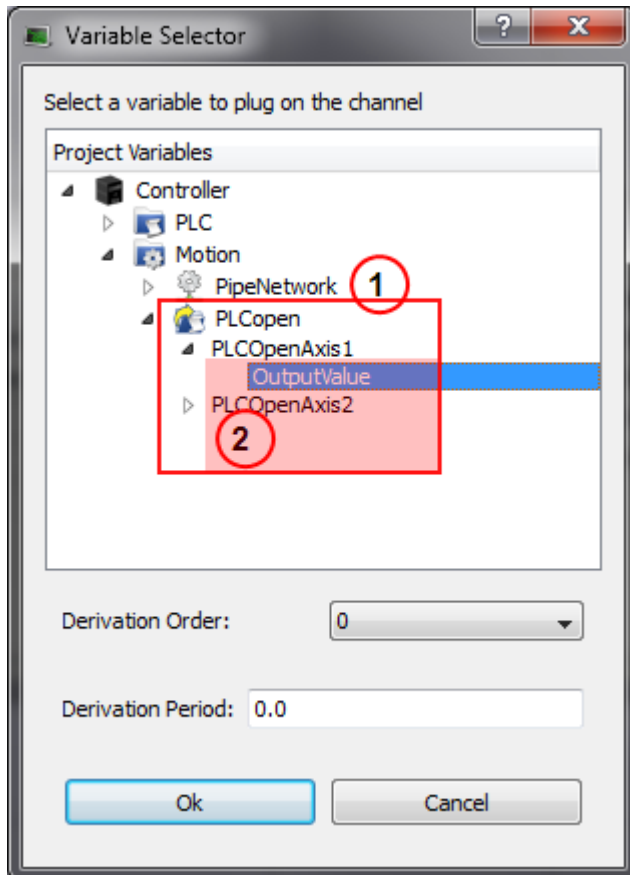 Variable Selector
?
Select a variable to plug on the channel
Project Variables
Controller
PLC
Motion
PipeNetwork 1
PLCopen
PLCOpenAxis1
OutputValue
PLCOpenAxis2
2
Derivation Order: 0
Derivation Period: 0.0
Ok Cancel